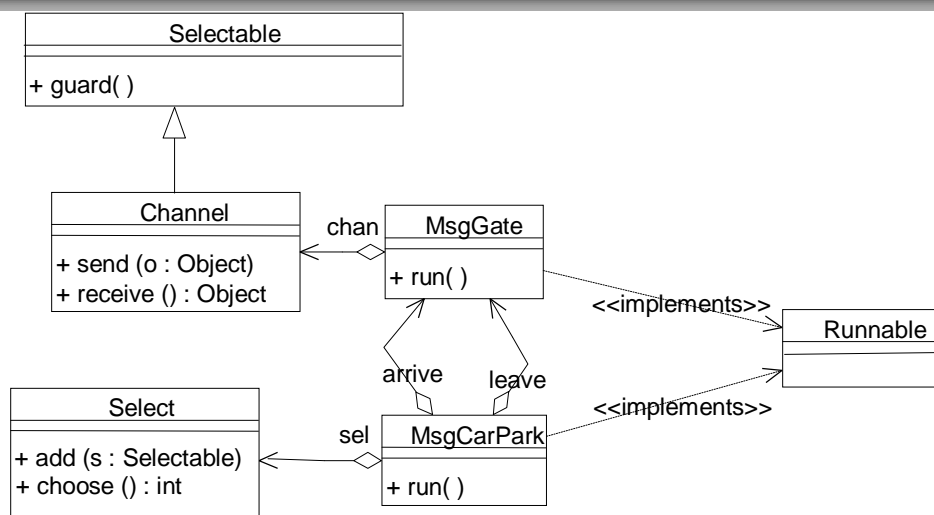 Selectable
+ guard( )
Channel
+ send (o : Object)
+ receive () : Object
chan
MsgGate
+ run( )
<<implements>>
Runnable
arrive
leave
<<implements>>
Select
+ add (s : Selectable)
+ choose () : int
sel
MsgCarPark
+ run( )